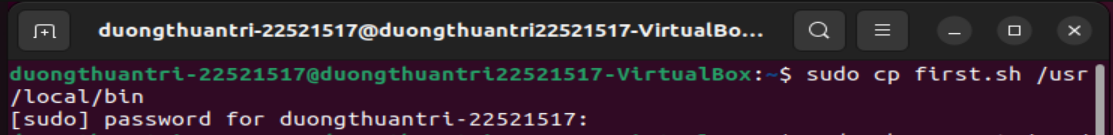 duongthuantri-22521517@duongthuantri22521517-VirtualBo...
duongthuantri-22521517@duongthuantri22521517-VirtualBox:~$ sudo cp first.sh /usr
/local/bin
[sudo] password for duongthuantri-22521517: